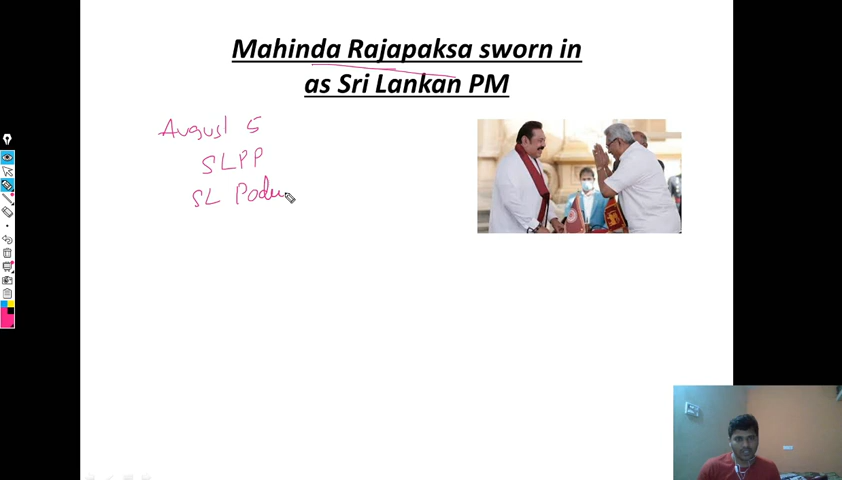 Mahinda Rajapaksa sworn in
as Sri Lankan PM
August 5
SLPP
SL Podu